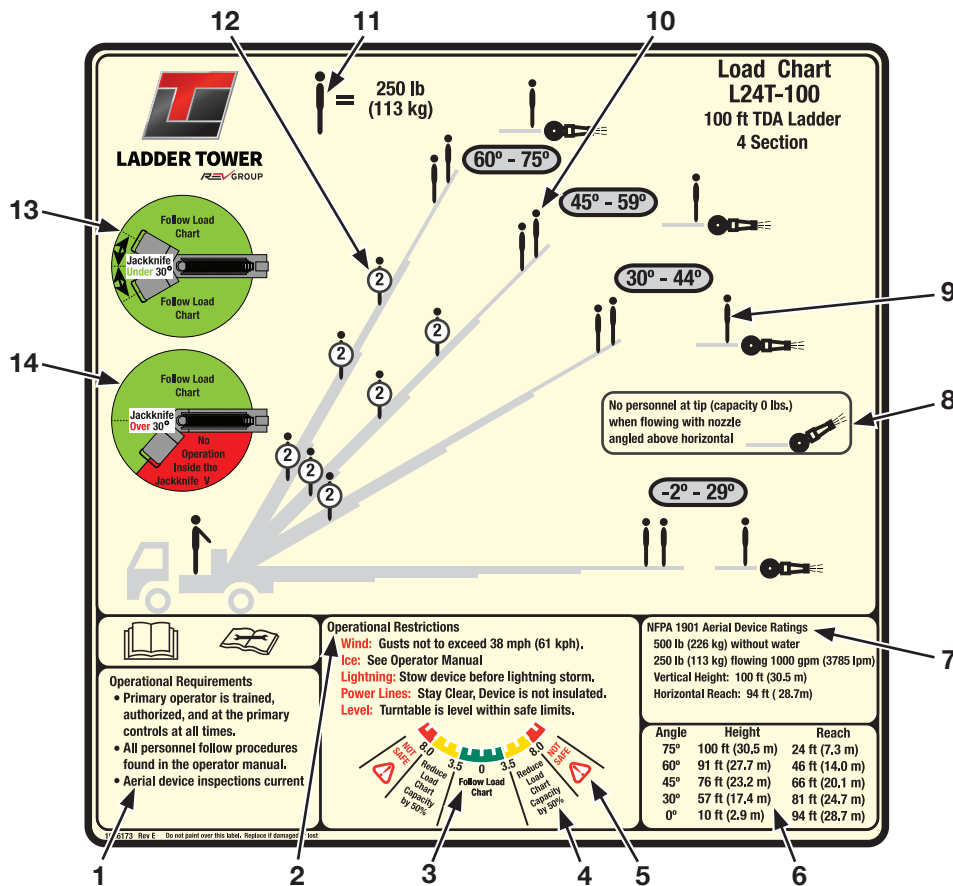 12
11
10
250 lb
(113 kg)
=
Load Chart
L24T-100
100 ft TDA Ladder
4 Section
LADDER TOWER
REV GROUP
60º - 75º
45º - 59º
30º - 44º
-2º - 29º
13
Follow Load
Chart
Jackknife
Under 30°
Follow Load
Chart
14
Follow Load
Chart
Jackknife
Over 30°
No
Operation
Inside the
Jackknife V
2
2
2
2
2
2
2
9
No personnel at tip (capacity 0 lbs.)
when flowing with nozzle
angled above horizontal
8
Operational Requirements
• Primary operator is trained,
authorized, and at the primary
controls at all times.
• All personnel follow procedures
found in the operator manual.
• Aerial device inspections current
Rev E Do not paint over this label. Replace if damaged
lost
Operational Restrictions
Wind: Gusts not to exceed 38 mph (61 kph).
Ice: See Operator Manual
Lightning: Stow device before lightning storm.
Power Lines: Stay Clear, Device is not insulated.
Level: Turntable is level within safe limits.
NOT
SAFE
8.0
Reduce
Load
Chart
Capacity
by 50%
3.5
0
Follow Load
Chart
3.5
Reduce
Load
Chart
Capacity
by 50%
8.0
NOT
SAFE
NFPA 1901 Aerial Device Ratings
500 lb (226 kg) without water
250 lb (113 kg) flowing 1000 gpm (3785 lpm)
Vertical Height: 100 ft (30.5 m)
Horizontal Reach: 94 ft ( 28.7m)
7
Angle Height Reach
75º 100 ft (30.5 m) 24 ft (7,3 m)
60º 91 ft (27.7 m) 46 ft (14.0 m)
45º 76 ft (23.2 m) 66 ft (20.1 m)
30º 57 ft (17.4 m) 81 ft (24.7 m)
0º 10 ft (2.9 m) 94 ft (28.7 m)
1
2
3
4
5
6